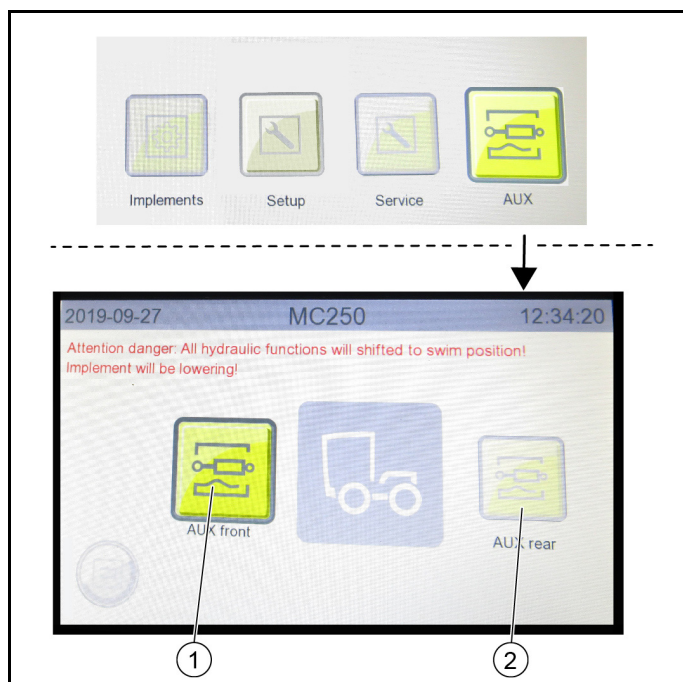 Implements Setup Service AUX
2019-09-27 MC250 12:34:20
Attention danger: All hydraulic functions will shifted to swim position!
Implement will be lowering!
AUX front
AUX rear
1 2